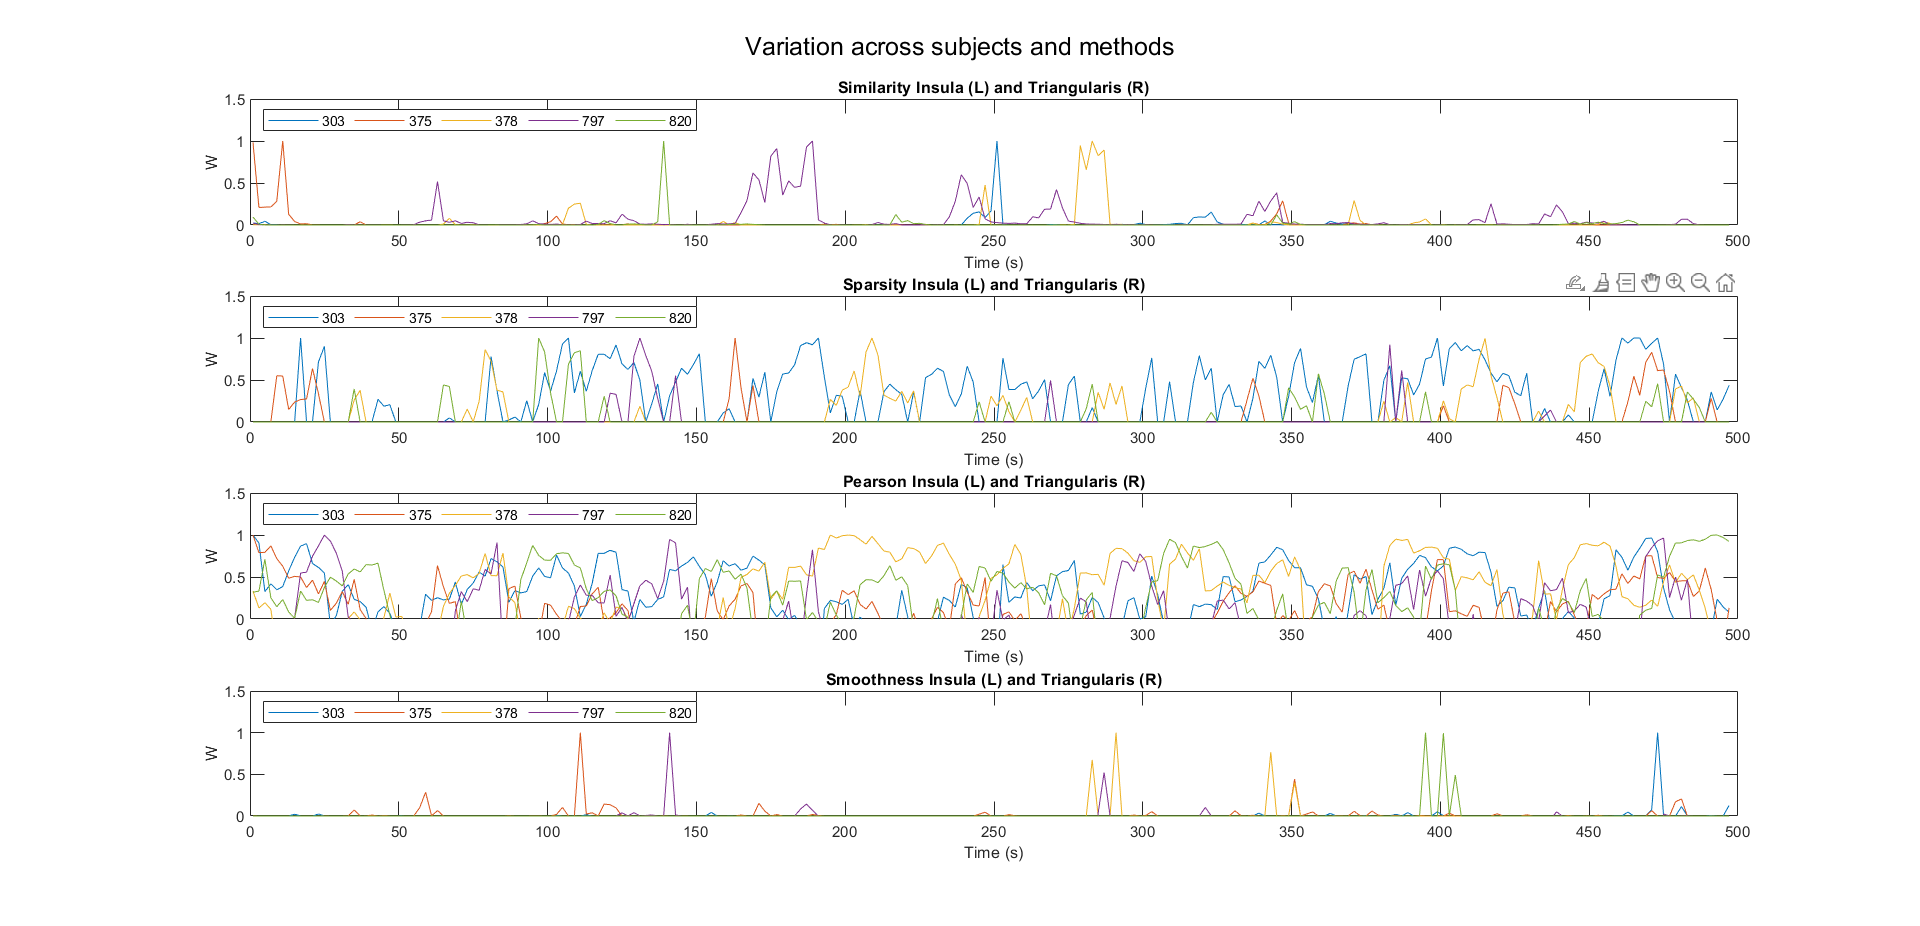 Variation across subjects and methods
Similarity Insula (L) and Triangularis (R)
1.5
303 375 378 797 820
1
W
0.5
0
0 50 100 150 200 250 300 350 400 450 500
Time (s)
Sparsity Insula (L) and Triangularis (R)
1.5
303 375 378 797 820
1
W
0.5
0
0 50 100 150 200 250 300 350 400 450 500
Time (s)
Pearson Insula (L) and Triangularis (R)
1.5
303 375 378 797 820
1
W
0.5
0
0 50 100 150 200 250 300 350 400 450 500
Time (s)
Smoothness Insula (L) and Triangularis (R)
1.5
303 375 378 797 820
1
W
0.5
0
0 50 100 150 200 250 300 350 400 450 500
Time (s)